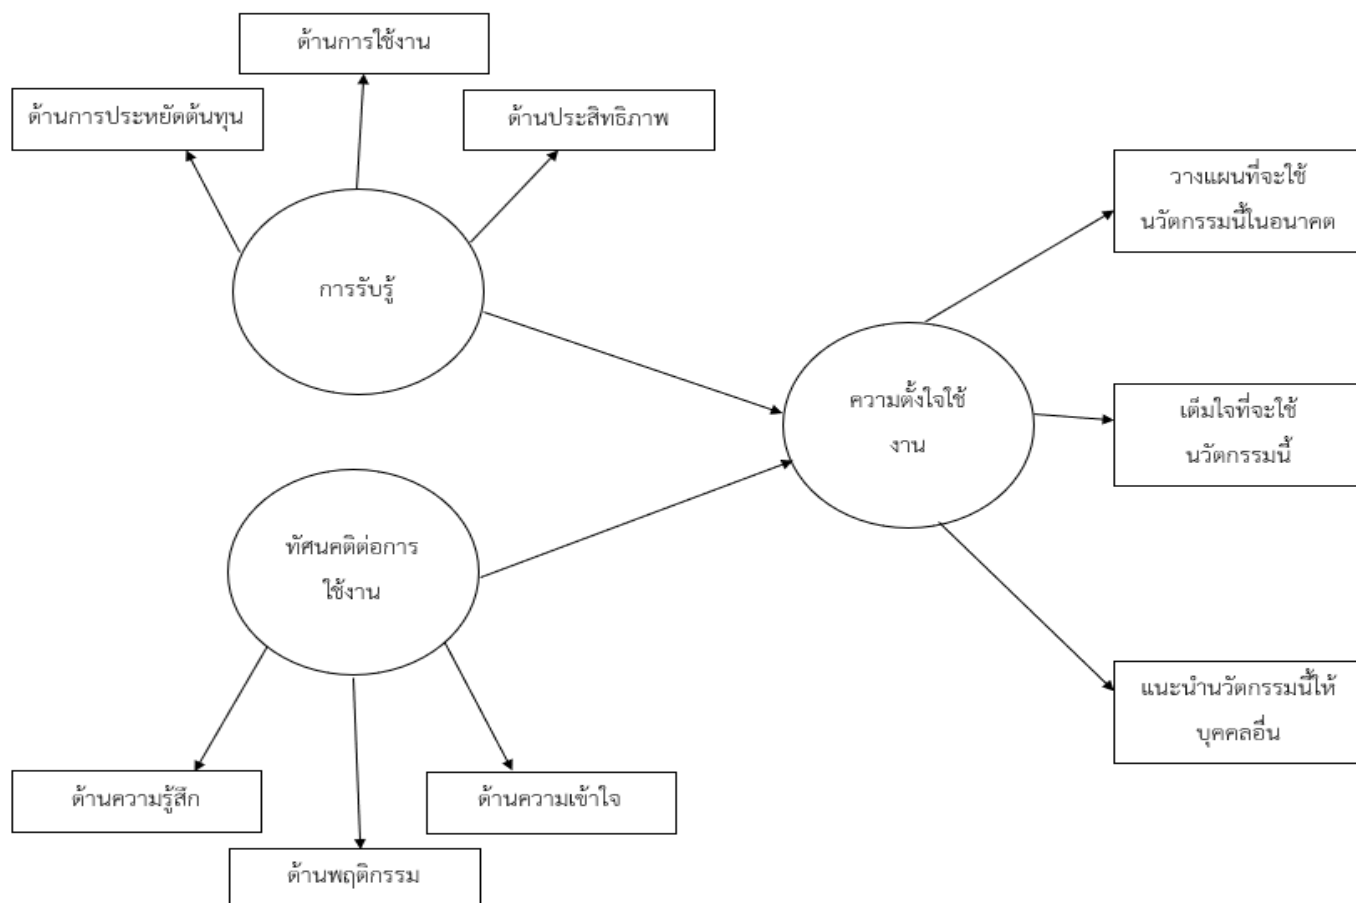 ด้านการใช้งาน
ด้านการประหยัดต้นทุน
ด้านประสิทธิภาพ
การรับรู้
วางแผนที่จะใช้
นวัตกรรมนี้ในอนาคต
ความตั้งใจใช้
งาน
เต็มใจที่จะใช้
นวัตกรรมนี้
ทัศนคติต่อการ
ใช้งาน
แนะนำนวัตกรรมนี้ให้
บุคคลอื่น
ด้านความรู้สึก
ด้านความเข้าใจ
ด้านพฤติกรรม